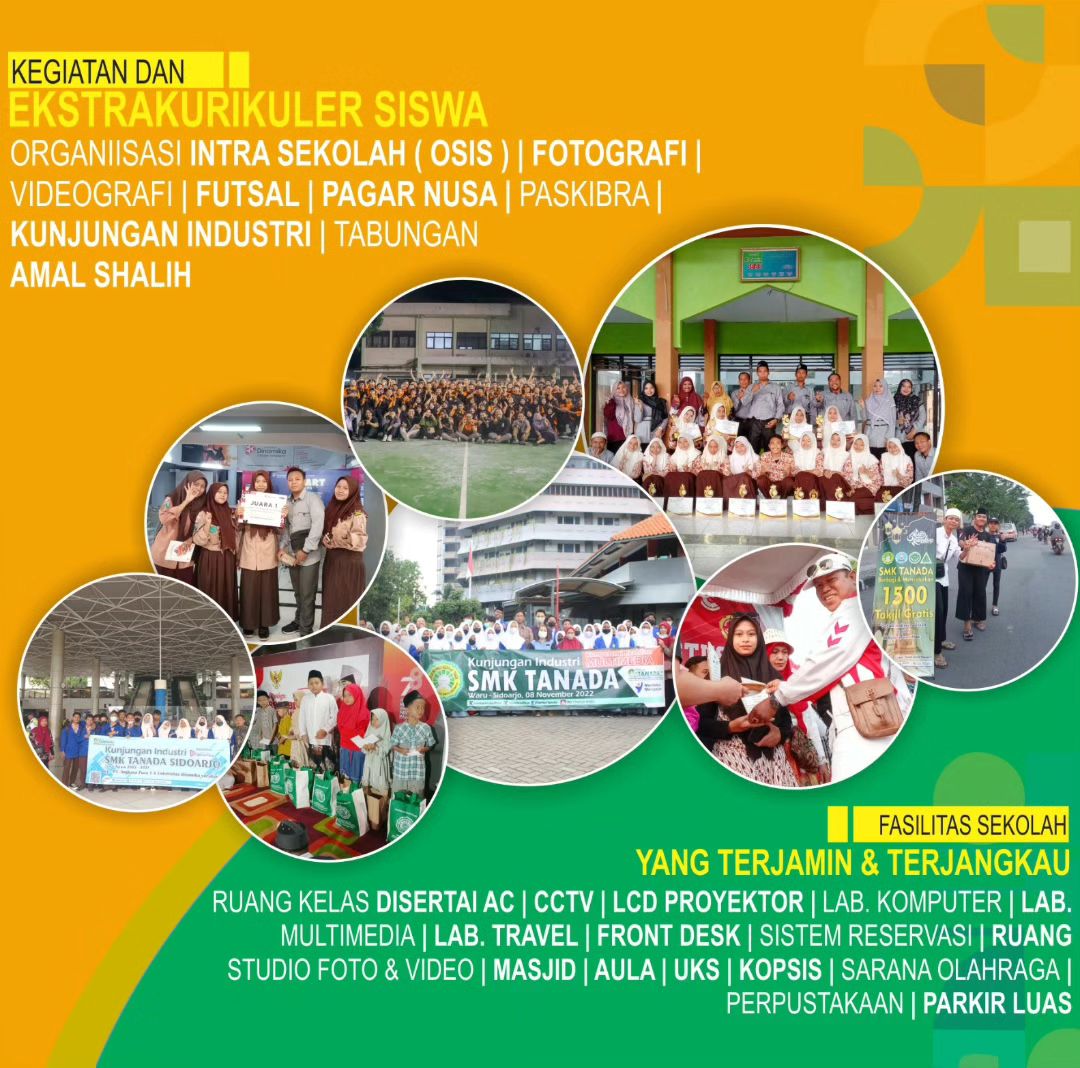 KEGIATAN DAN
EKSTRAKURIKULER SISWA
ORGANIISASI INTRA SEKOLAH ( OSIS ) | FOTOGRAFI |
VIDEOGRAFI | FUTSAL | PAGAR NUSA | PASKIBRA |
KUNJUNGAN INDUSTRI | TABUNGAN
AMAL SHALIH
Dinamika
JUARA 1
SMK TANADA
1500
Takjil Gratis
Kunjungan Industri
MULTIMEDIA
SMK TANADA
Waru - Sidoarjo, 08 November 2022
Kunjungan Industri
SMK TANADA SIDOARJO
FASILITAS SEKOLAH
YANG TERJAMIN & TERJANGKAU
RUANG KELAS DISERTAI AC | CCTV | LCD PROYEKTOR | LAB. KOMPUTER | LAB.
MULTIMEDIA | LAB. TRAVEL | FRONT DESK | SISTEM RESERVASI | RUANG
STUDIO FOTO & VIDEO | MASJID | AULA | UKS | KOPSIS | SARANA OLAHRAGA |
PERPUSTAKAAN | PARKIR LUAS